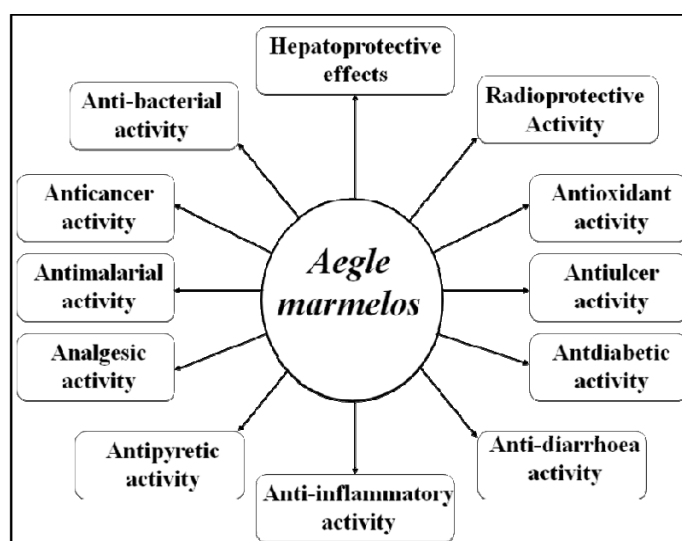 Hepatoprotective
effects
Anti-bacterial
activity
Radioprotective
Activity
Anticancer
activity
Antioxidant
activity
Aegle
marmelos
Antimalarial
activity
Antiulcer
activity
Analgesic
activity
Antdiabetic
activity
Antipyretic
activity
Anti-diarrhoea
activity
Anti-inflammatory
activity